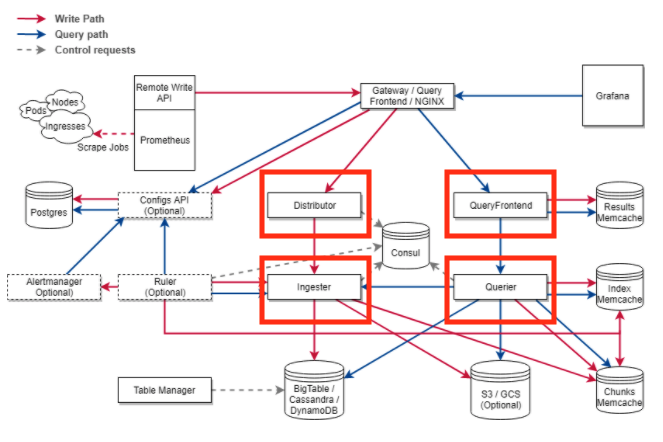 Write Path
Query path
Control requests
Remote Write
API
Gateway / Query
Frontend / NGINX
Grafana
Nodes
Pods
Ingresses
Scrape Jobs
Prometheus
Postgres
Configs API
(Optional)
Distributor
QueryFrontend
Results
Memcache
Consul
Alertmanager
Optional)
Ruler
(Optional)
Ingester
Querier
Index
Memcache
Table Manager
BigTable /
Cassandra /
DynamoDB
S3 / GCS
(Optional)
Chunks
Memcache